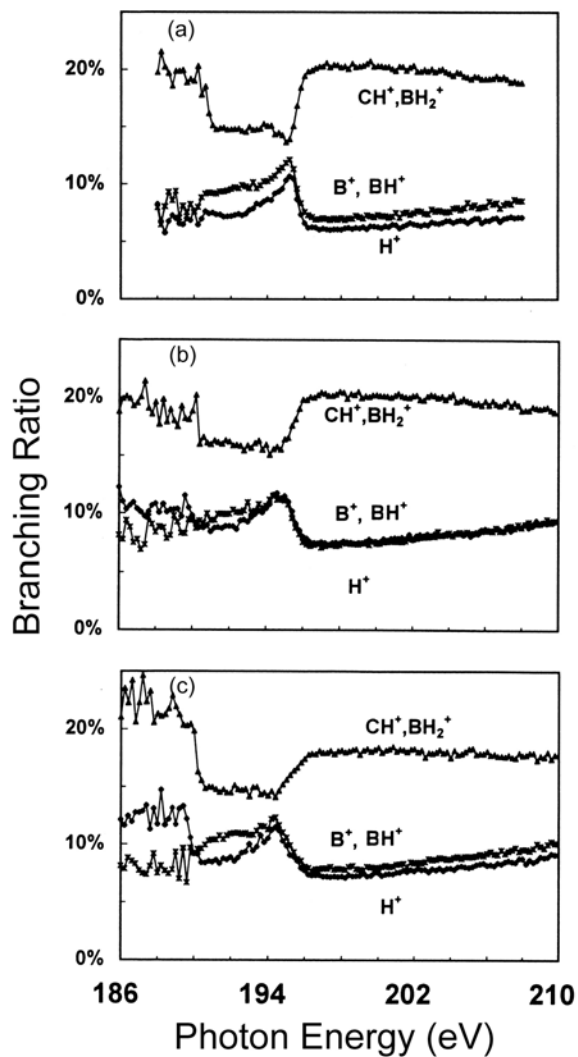 (a)
20%
CH⁺,BH₂⁺
10%
B⁺, BH⁺
H⁺
0%
(b)
20%
CH⁺,BH₂⁺
10%
B⁺, BH⁺
H⁺
0%
(c)
20%
CH⁺,BH₂⁺
10%
B⁺, BH⁺
H⁺
0%
186 194 202 210
Photon Energy (eV)
Branching Ratio